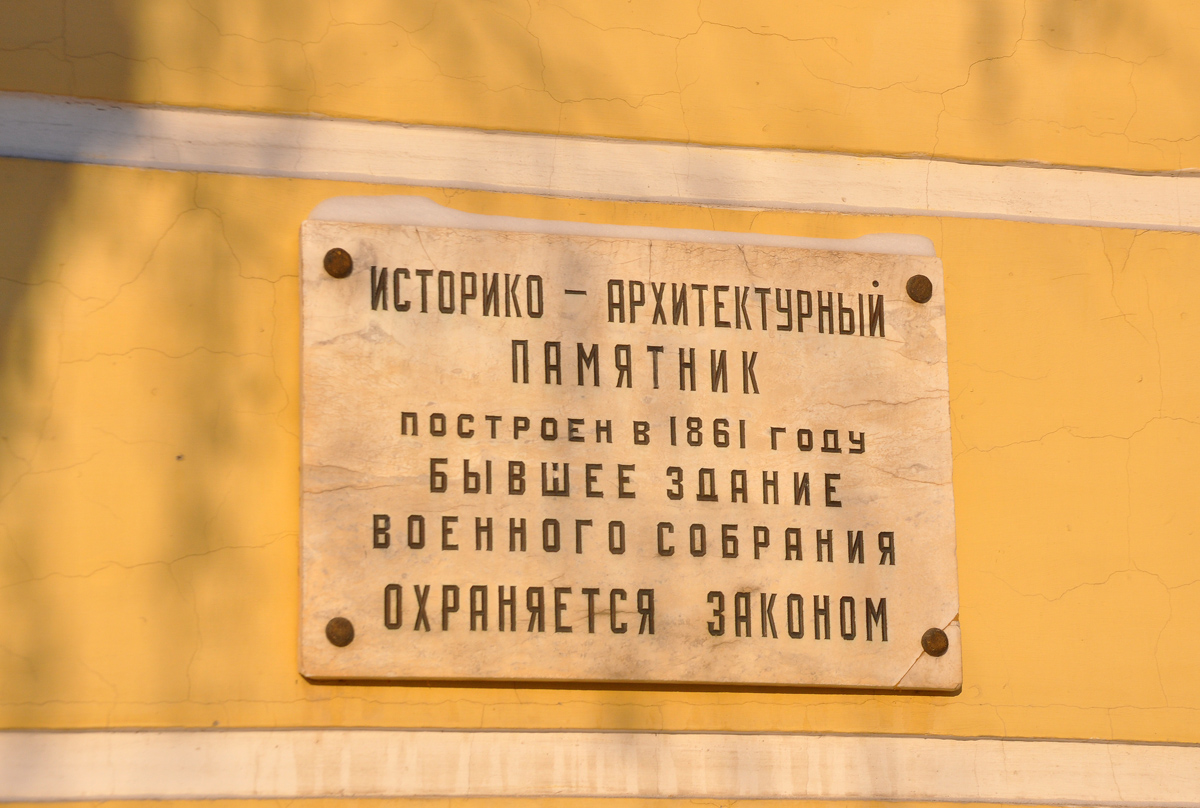 ИСТОРИКО – АРХИТЕКТУРНЫЙ
ПАМЯТНИК
ПОСТРОЕН В 1861 ГОДУ
БЫВШЕЕ ЗДАНИЕ
ВОЕННОГО СОБРАНИЯ
ОХРАНЯЕТСЯ ЗАКОНОМ